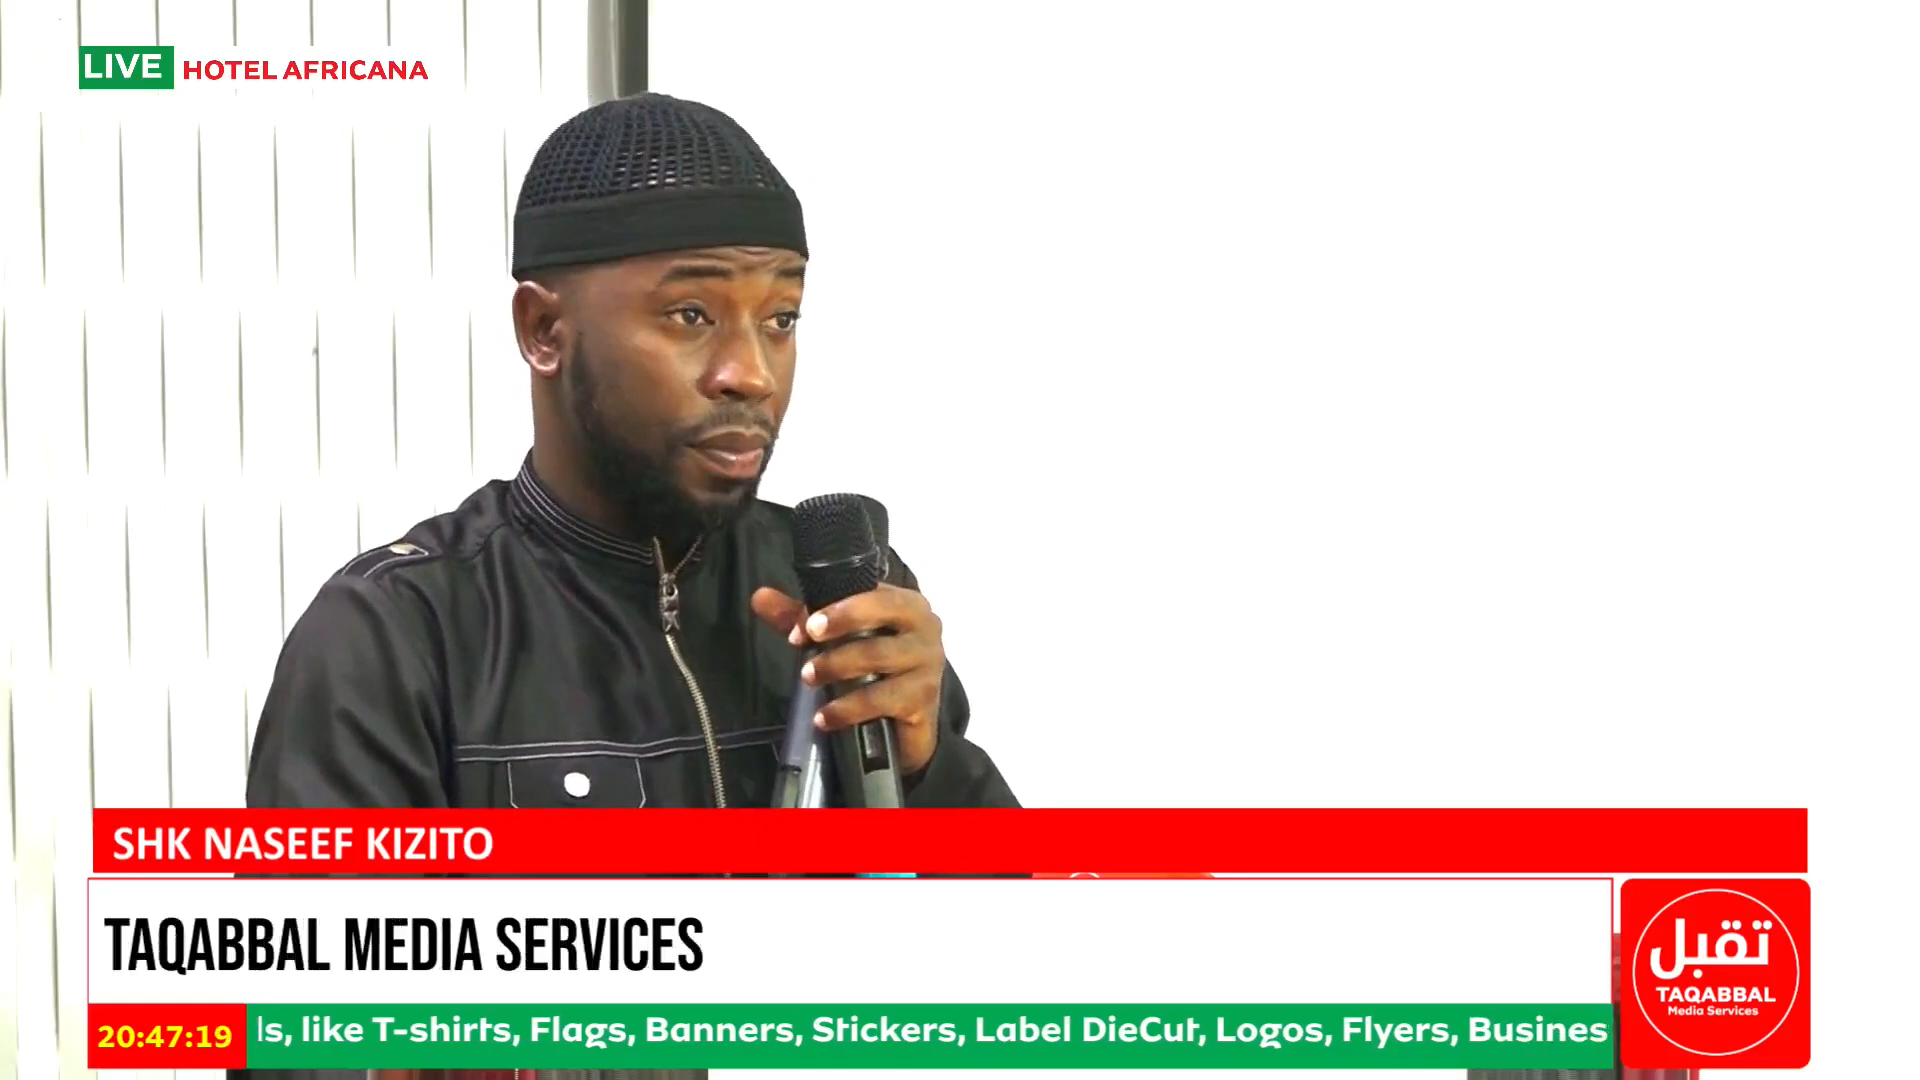 LIVE HOTEL AFRICANA
SHK NASEEF KIZITO
TAQABBAL MEDIA SERVICES
تقبل
TAQABBAL
Media Services
20:47:19 ls, like T-shirts, Flags, Banners, Stickers, Label DieCut, Logos, Flyers, Busines